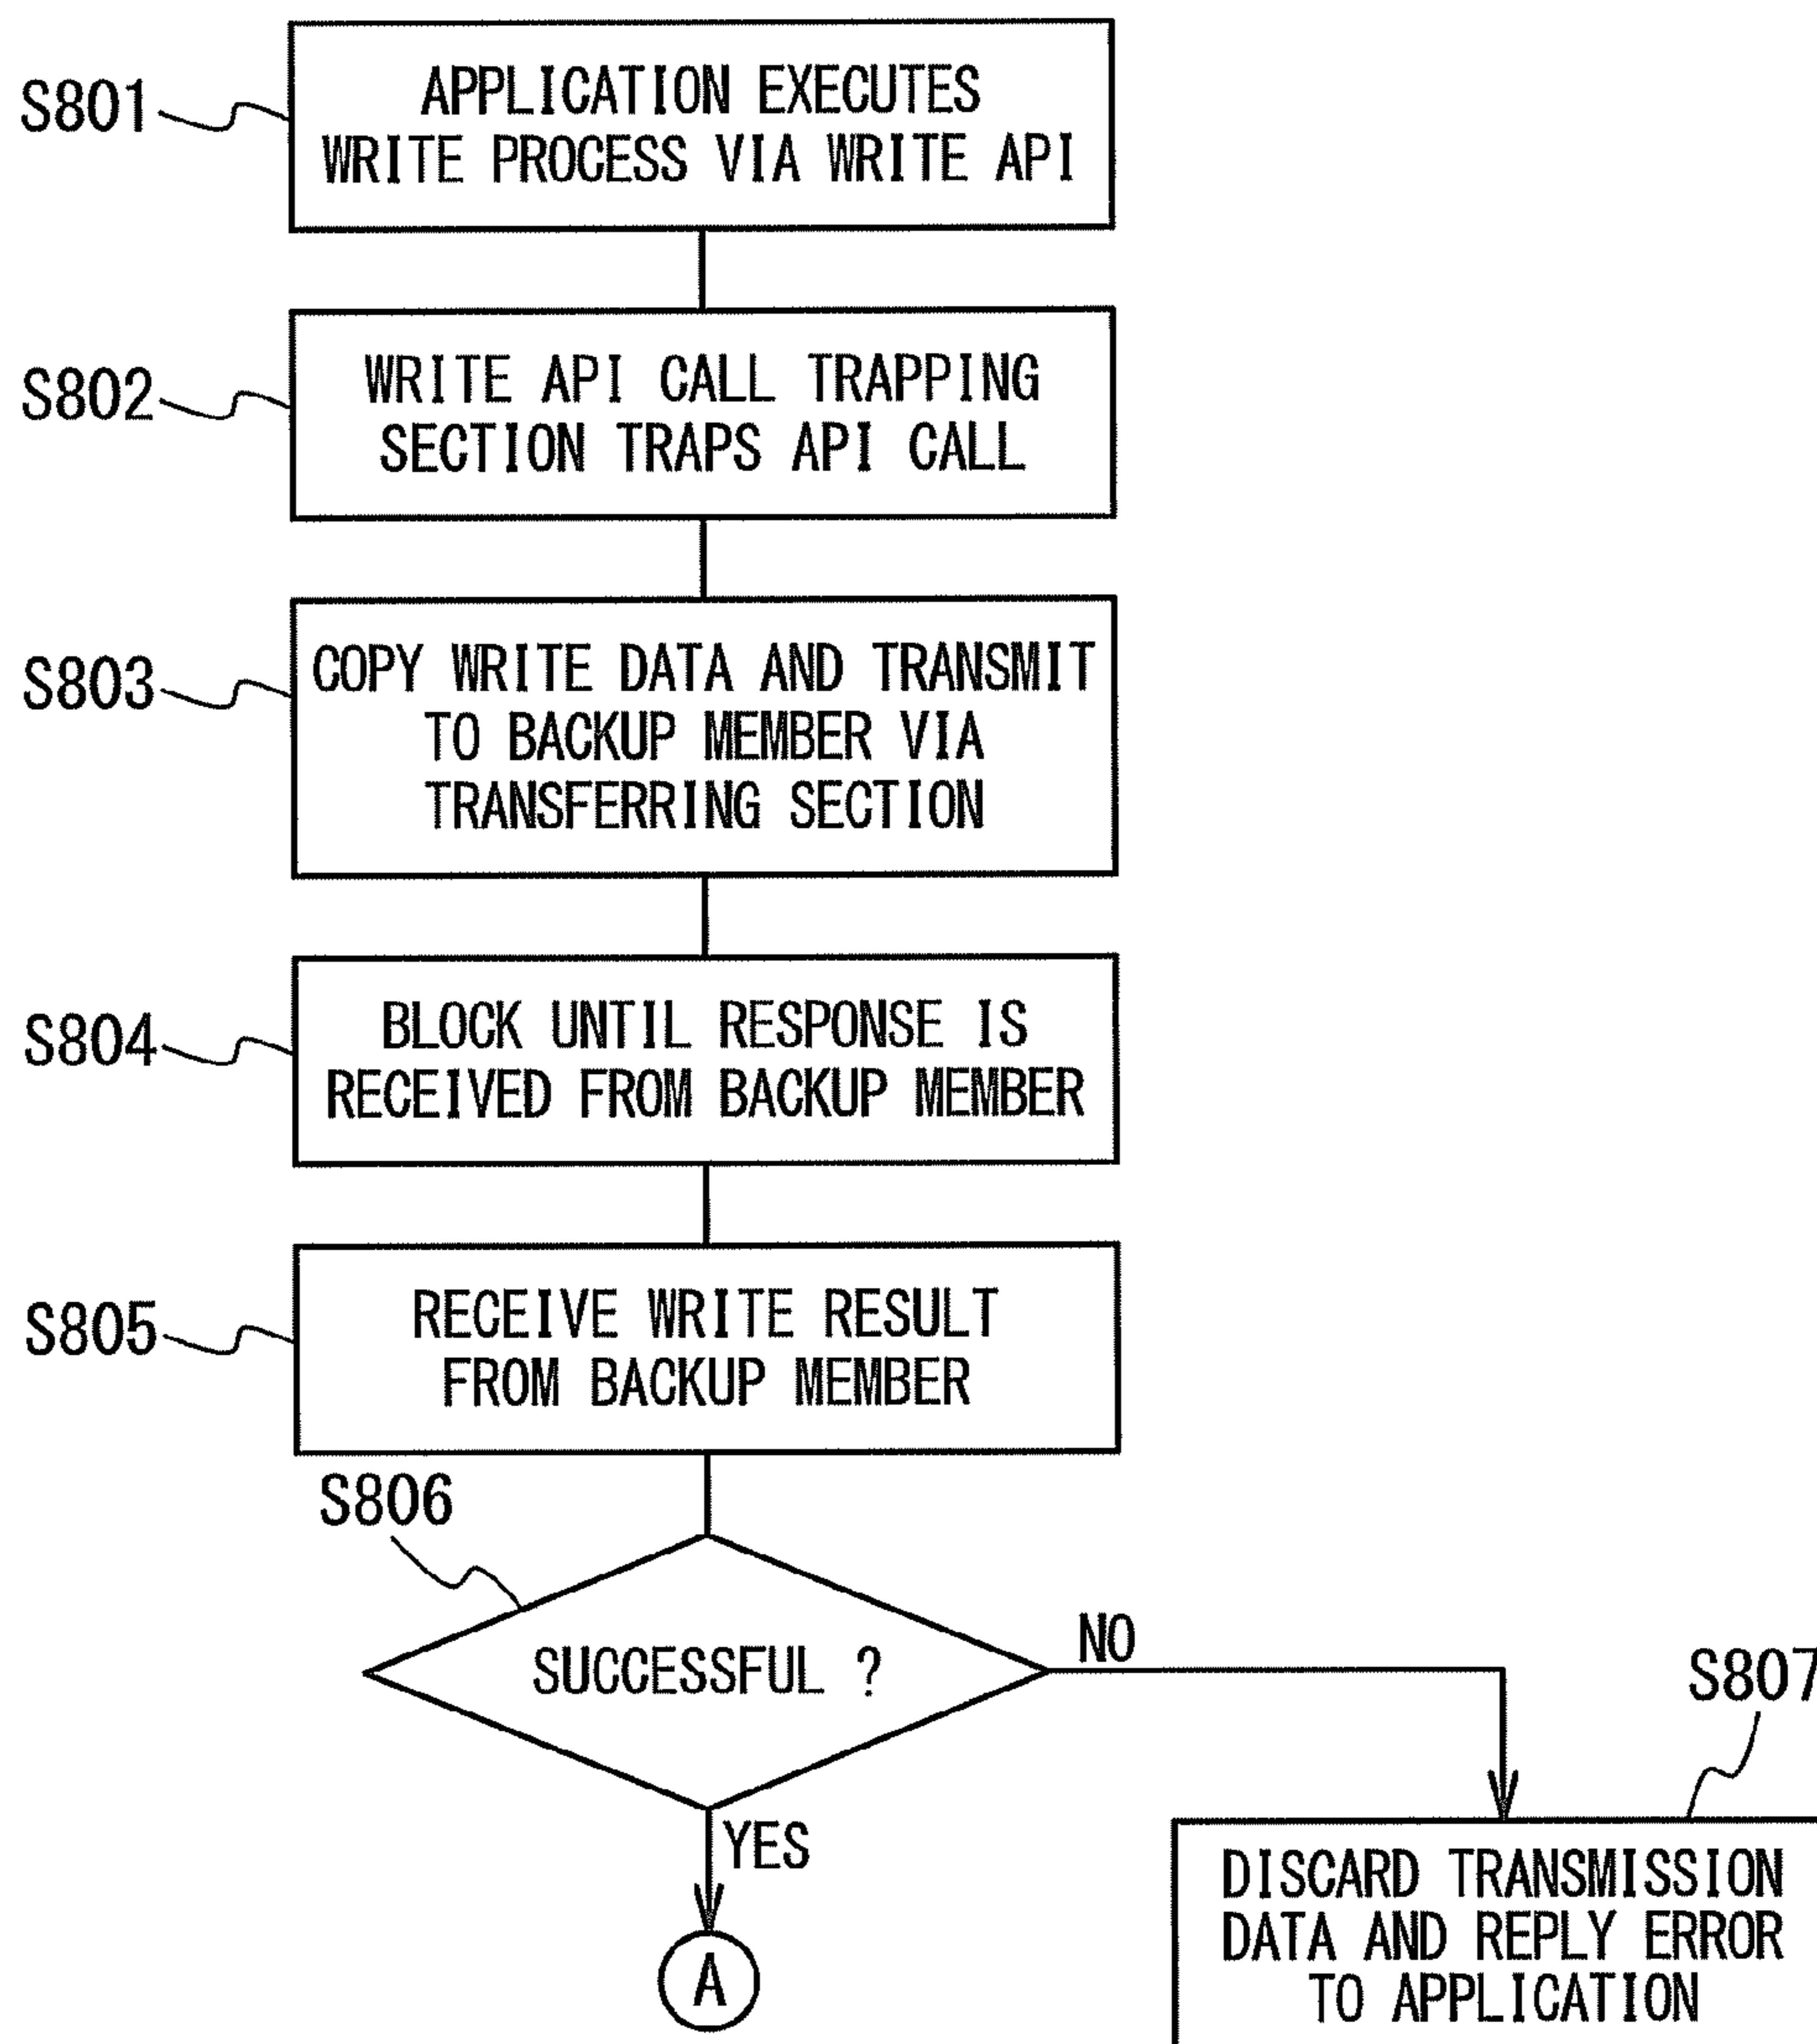 S801
APPLICATION EXECUTES
WRITE PROCESS VIA WRITE API
S802
WRITE API CALL TRAPPING
SECTION TRAPS API CALL
S803
COPY WRITE DATA AND TRANSMIT
TO BACKUP MEMBER VIA
TRANSFERRING SECTION
S804
BLOCK UNTIL RESPONSE IS
RECEIVED FROM BACKUP MEMBER
S805
RECEIVE WRITE RESULT
FROM BACKUP MEMBER
S806
SUCCESSFUL ?
NO
YES
A
S807
DISCARD TRANSMISSION
DATA AND REPLY ERROR
TO APPLICATION